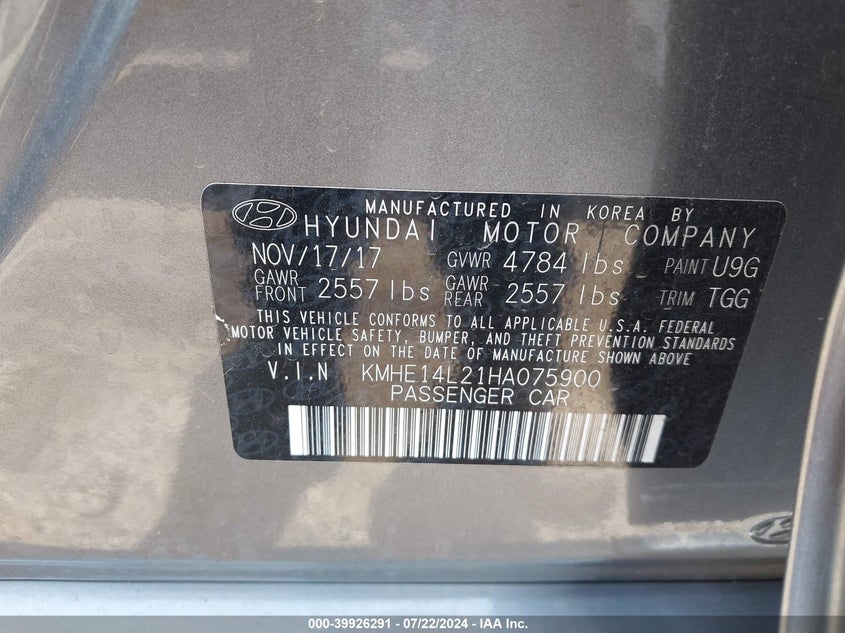 MANUFACTURED IN KOREA BY
HYUNDAI MOTOR COMPANY
NOV/17/17 GVWR 4784 lbs PAINT U9G
GAWR FRONT 2557 lbs GAWR REAR 2557 lbs TRIM TGG
THIS VEHICLE CONFORMS TO ALL APPLICABLE U.S.A. FEDERAL
MOTOR VEHICLE SAFETY, BUMPER, AND THEFT PREVENTION STANDARDS
IN EFFECT ON THE DATE OF MANUFACTURE SHOWN ABOVE.
V.I.N KMHE14L21HA075900
PASSENGER CAR
000-39926291 - 07/22/2024 - IAA Inc.